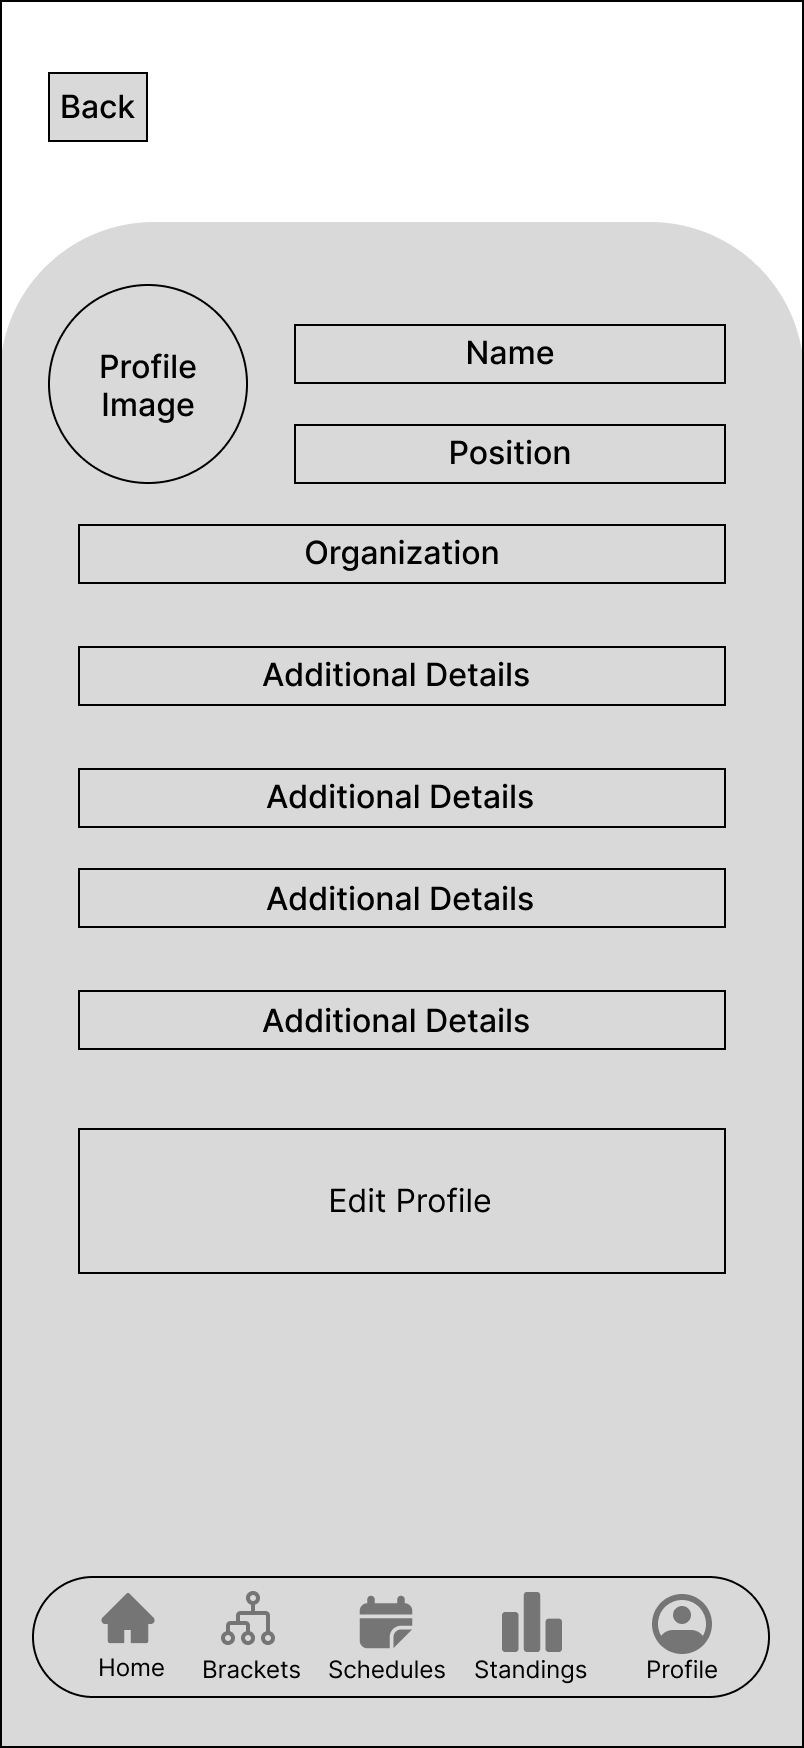 Back
Profile
Image
Name
Position
Organization
Additional Details
Additional Details
Additional Details
Additional Details
Edit Profile
Home
Brackets
Schedules
Standings
Profile